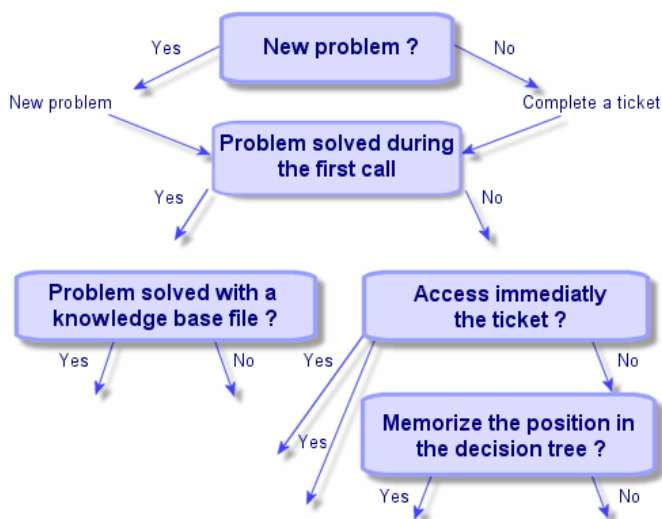 New problem ?
Yes
No
New problem
Complete a ticket
Problem solved during
the first call
Yes
No
Problem solved with a
knowledge base file ?
Access immediatly
the ticket ?
Yes
No
Yes
No
Yes
Memorize the position in
the decision tree ?
Yes
No